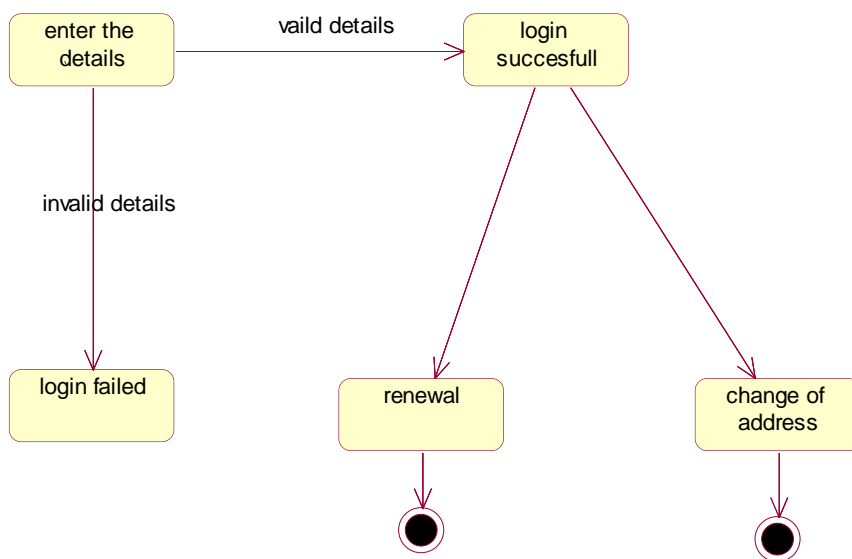 enter the
details
vaild details
login
succesfull
invalid details
login failed
renewal
change of
address